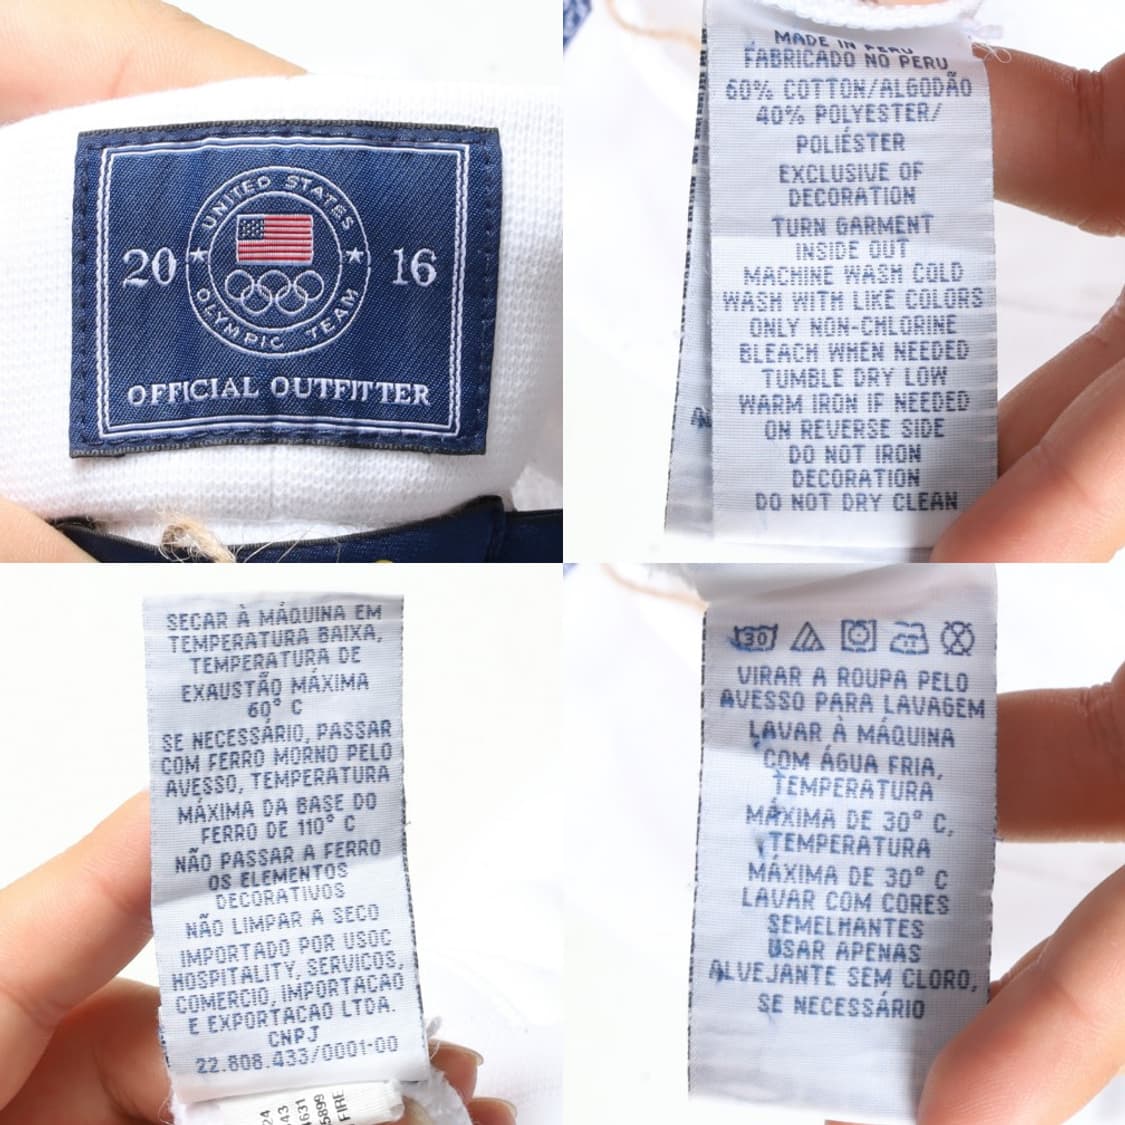 UNITED STATES
20 16
OLYMPIC TEAM
OFFICIAL OUTFITTER
MADE IN PERU
FABRICADO NO PERU
60% COTTON/ALGODÃO
40% POLYESTER/
POLIÉSTER
EXCLUSIVE OF
DECORATION
TURN GARMENT
INSIDE OUT
MACHINE WASH COLD
WASH WITH LIKE COLORS
ONLY NON-CHLORINE
BLEACH WHEN NEEDED
TUMBLE DRY LOW
WARM IRON IF NEEDED
ON REVERSE SIDE
DO NOT IRON
DECORATION
DO NOT DRY CLEAN
SECAR À MÁQUINA EM
TEMPERATURA BAIXA,
TEMPERATURA DE
EXAUSTÃO MÁXIMA
60° C
SE NECESSÁRIO, PASSAR
COM FERRO MORNO PELO
AVESSO, TEMPERATURA
MÁXIMA DA BASE DO
FERRO DE 110° C
NÃO PASSAR A FERRO
OS ELEMENTOS
DECORATIVOS
NÃO LIMPAR A SECO
IMPORTADO POR USOC
HOSPITALITY, SERVICOS,
COMERCIO, IMPORTACAO
E EXPORTACAO LTDA.
CNPJ
22.808.433/0001-00
FIRE
30
VIRAR A ROUPA PELO
AVESSO PARA LAVAGEM
LAVAR À MÁQUINA
COM ÁGUA FRIA,
TEMPERATURA
MÁXIMA DE 30° C,
TEMPERATURA
MÁXIMA DE 30° C
LAVAR COM CORES
SEMELHANTES
USAR APENAS
ALVEJANTE SEM CLORO,
SE NECESSÁRIO